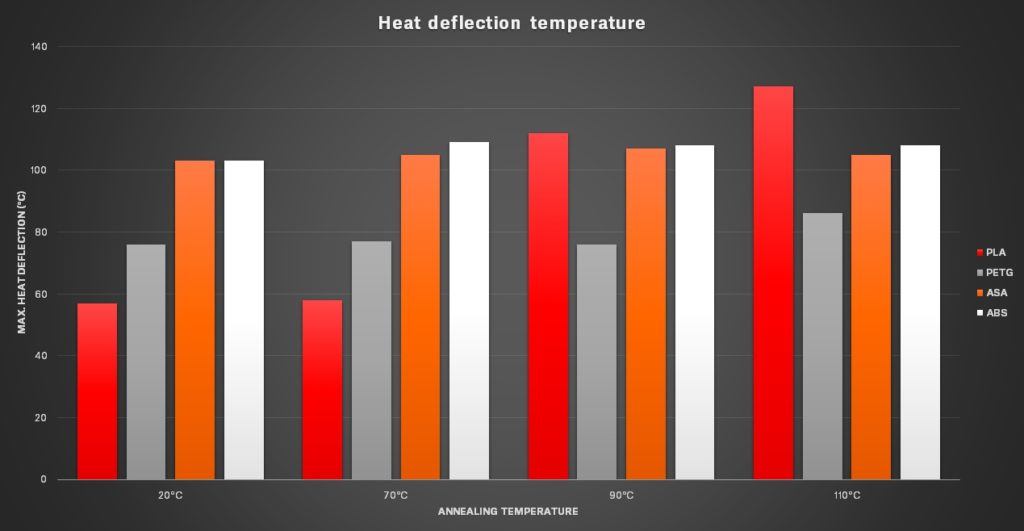 Heat deflection temperature
MAX. HEAT DEFLECTION (°C)
140
120
100
80
60
40
20
0
20°C
70°C
90°C
110°C
ANNEALING TEMPERATURE
PLA
PETG
ASA
ABS